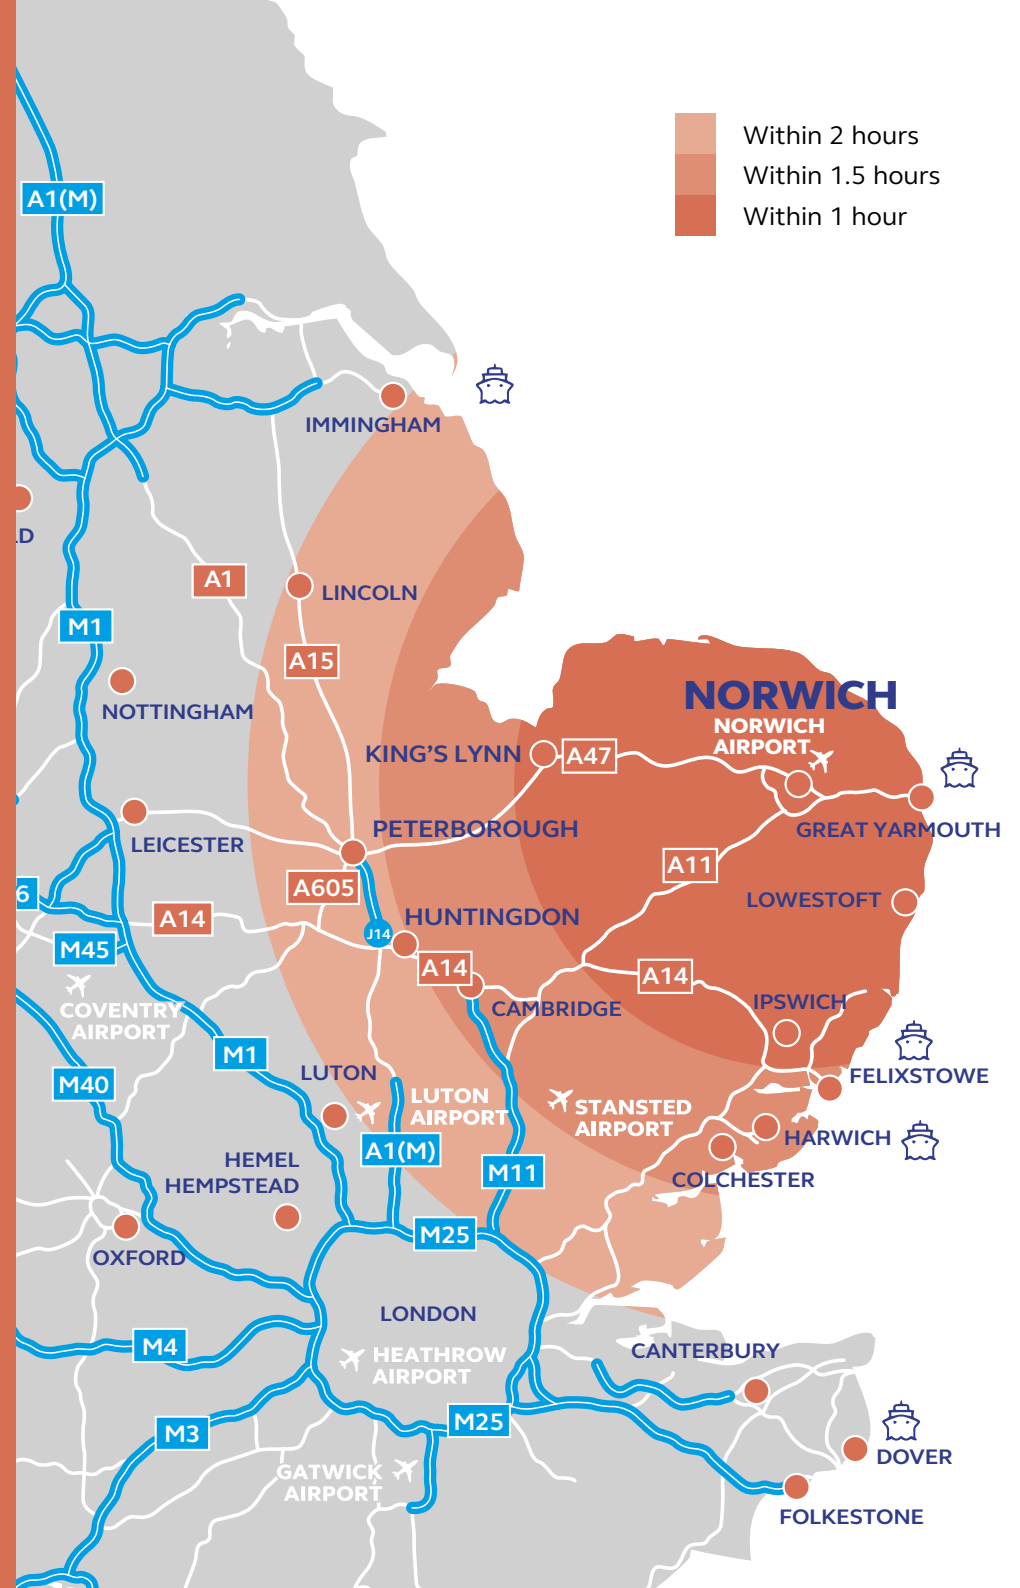 Within 2 hours
Within 1.5 hours
Within 1 hour
A1(M)
IMMINGHAM
LD
A1
LINCOLN
M1
A15
NOTTINGHAM
NORWICH
NORWICH
AIRPORT
KING'S LYNN
A47
PETERBOROUGH
GREAT YARMOUTH
LEICESTER
A11
A605
6
LOWESTOFT
A14
HUNTINGDON
J14
M45
A14
A14
COVENTRY
AIRPORT
CAMBRIDGE
IPSWICH
M1
LUTON
M40
FELIXSTOWE
LUTON
AIRPORT
STANSTED
AIRPORT
HARWICH
A1(M)
HEMEL
HEMPSTEAD
M11
COLCHESTER
M25
OXFORD
LONDON
M4
HEATHROW
AIRPORT
CANTERBURY
M3
M25
DOVER
GATWICK
AIRPORT
FOLKESTONE